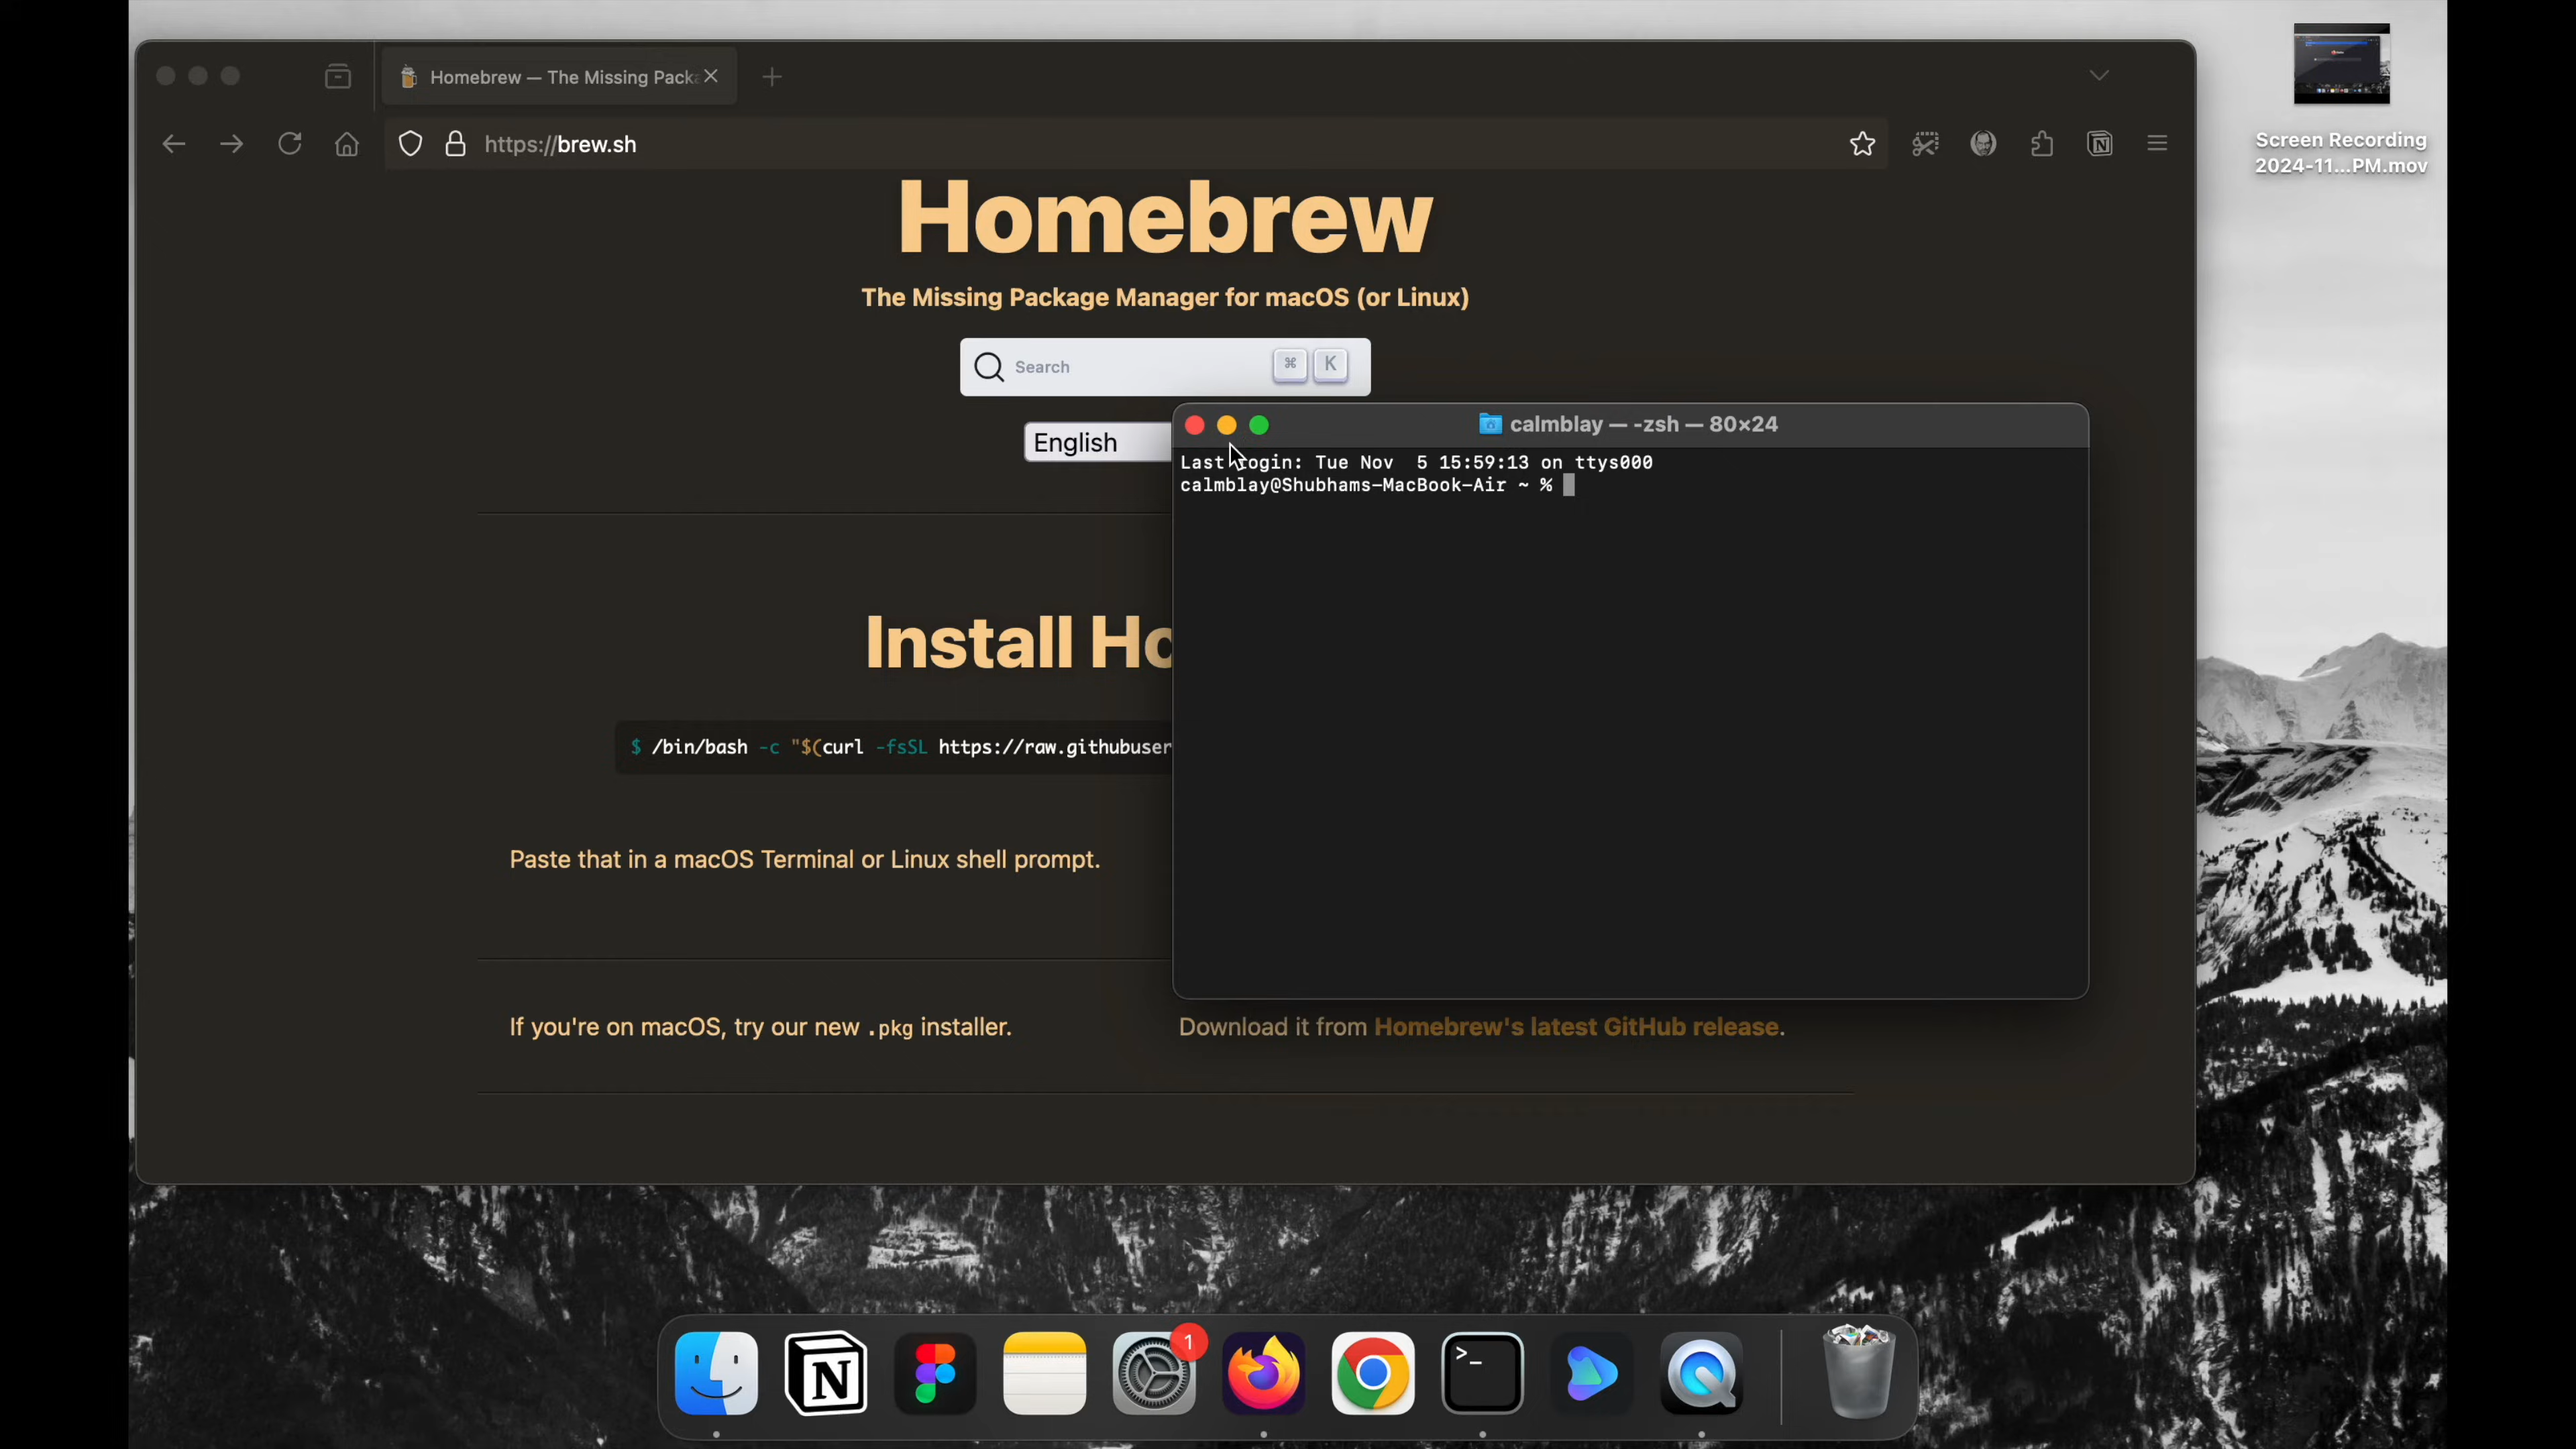 Homebrew — The Missing Pack
https://brew.sh
Screen Recording
2024-11...PM.mov
Homebrew
The Missing Package Manager for macOS (or Linux)
Search ⌘ K
English
calmblay — -zsh — 80×24
Last login: Tue Nov  5 15:59:13 on ttys000
calmblay@Shubhams-MacBook-Air ~ %
Install Ho
$ /bin/bash -c "$(curl -fsSL https://raw.githubuser
Paste that in a macOS Terminal or Linux shell prompt.
If you're on macOS, try our new .pkg installer.
Download it from Homebrew's latest GitHub release.
1
>_